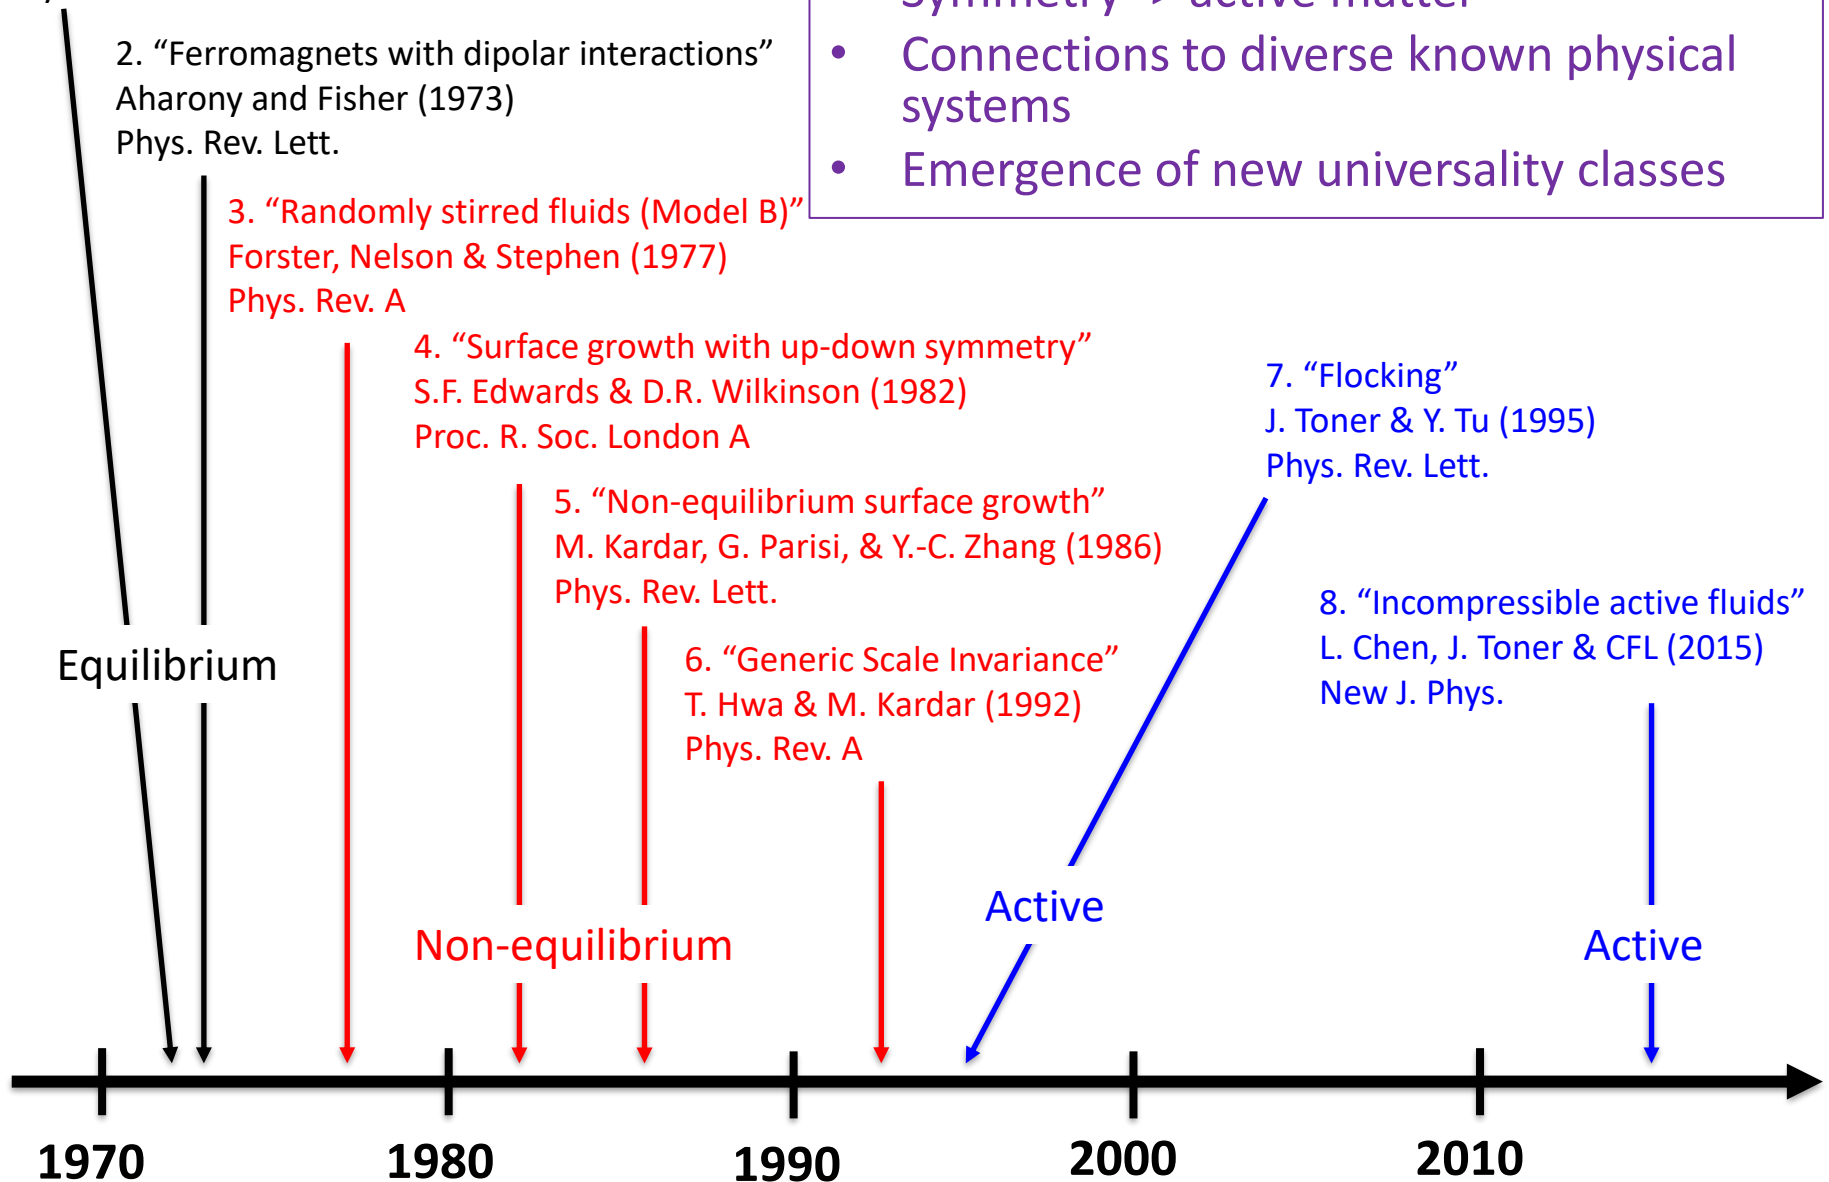 Symmetry -> active matter
• Connections to diverse known physical
systems
• Emergence of new universality classes
2. “Ferromagnets with dipolar interactions”
Aharony and Fisher (1973)
Phys. Rev. Lett.
3. “Randomly stirred fluids (Model B)”
Forster, Nelson & Stephen (1977)
Phys. Rev. A
4. “Surface growth with up-down symmetry”
S.F. Edwards & D.R. Wilkinson (1982)
Proc. R. Soc. London A
5. “Non-equilibrium surface growth”
M. Kardar, G. Parisi, & Y.-C. Zhang (1986)
Phys. Rev. Lett.
6. “Generic Scale Invariance”
T. Hwa & M. Kardar (1992)
Phys. Rev. A
7. “Flocking”
J. Toner & Y. Tu (1995)
Phys. Rev. Lett.
8. “Incompressible active fluids”
L. Chen, J. Toner & CFL (2015)
New J. Phys.
Equilibrium
Non-equilibrium
Active
Active
1970
1980
1990
2000
2010